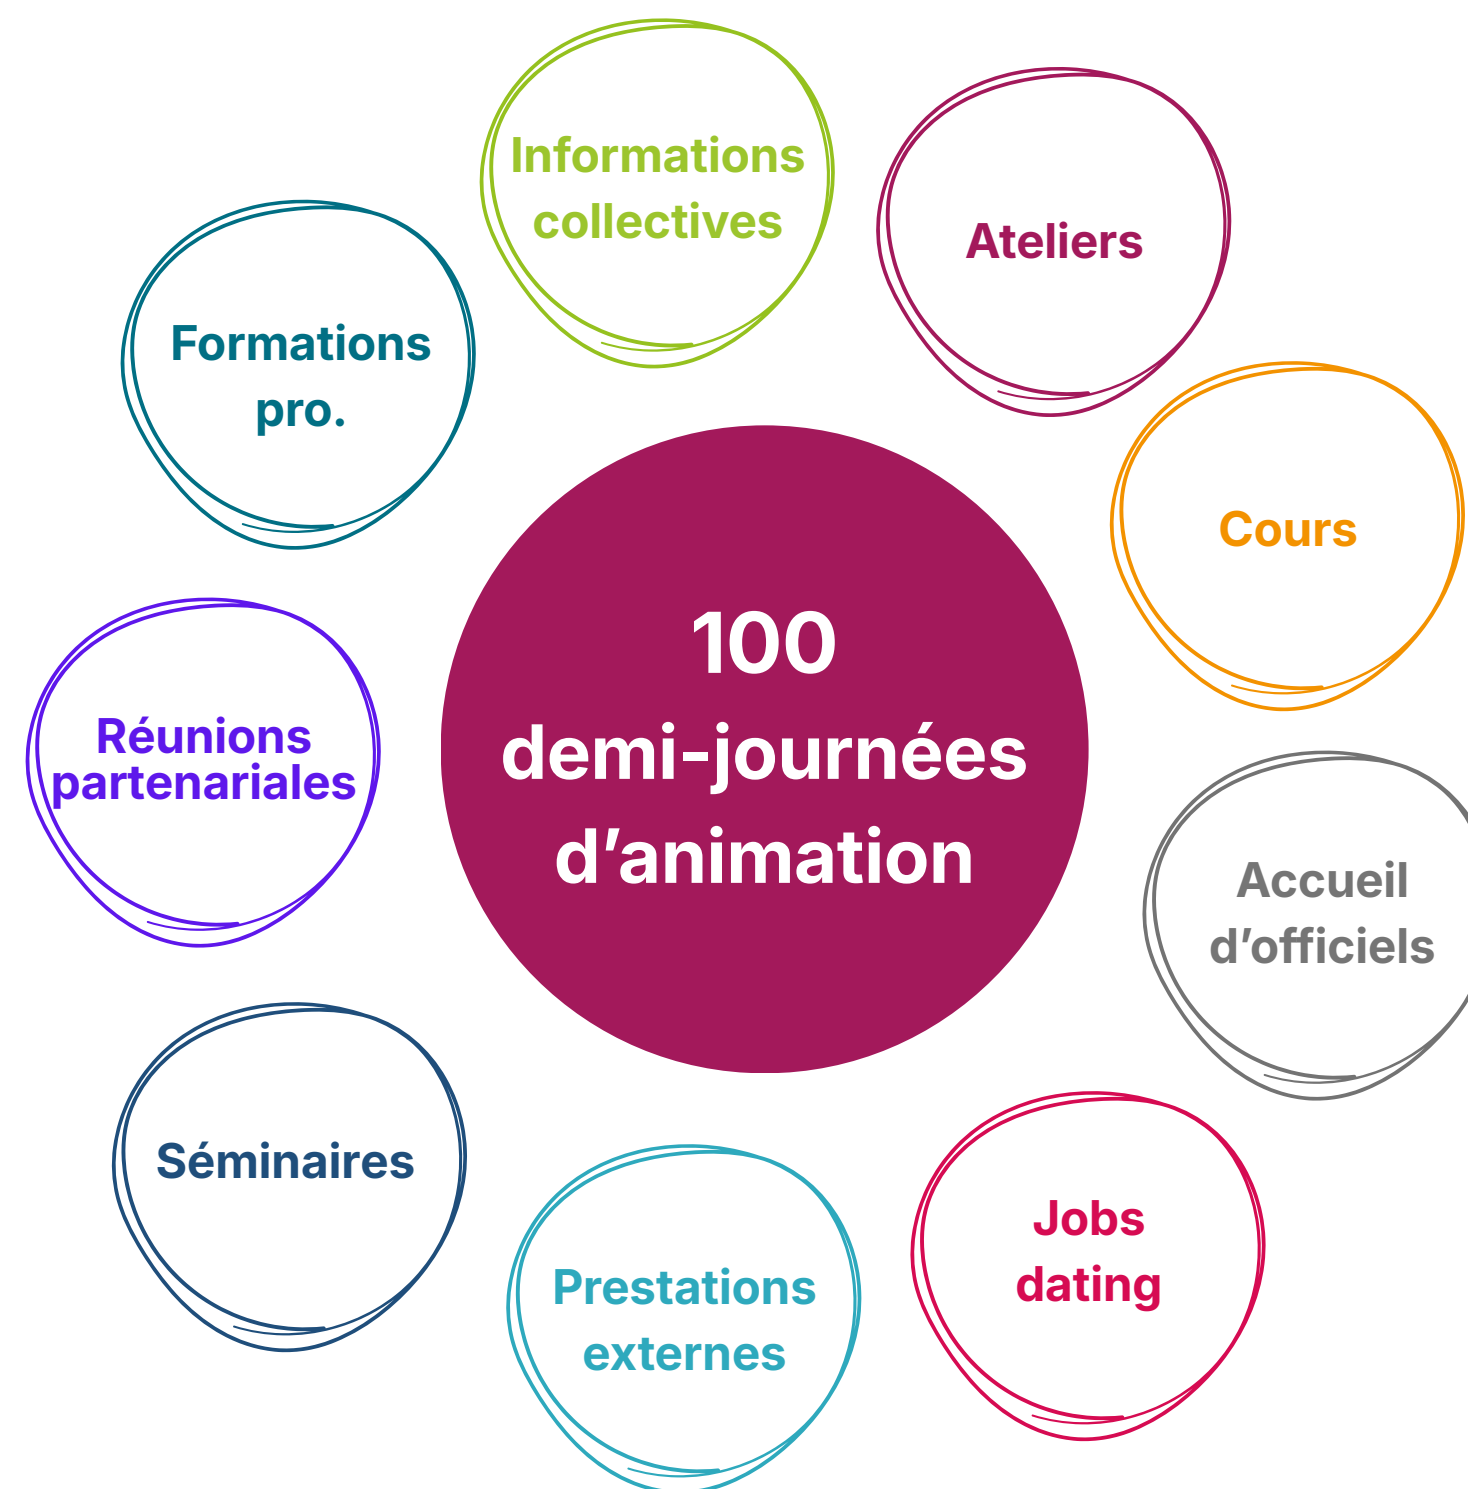 Informations
collectives
Ateliers
Formations
pro.
Cours
100
demi-journées
d’animation
Réunions
partenariales
Accueil
d’officiels
Séminaires
Jobs
dating
Prestations
externes